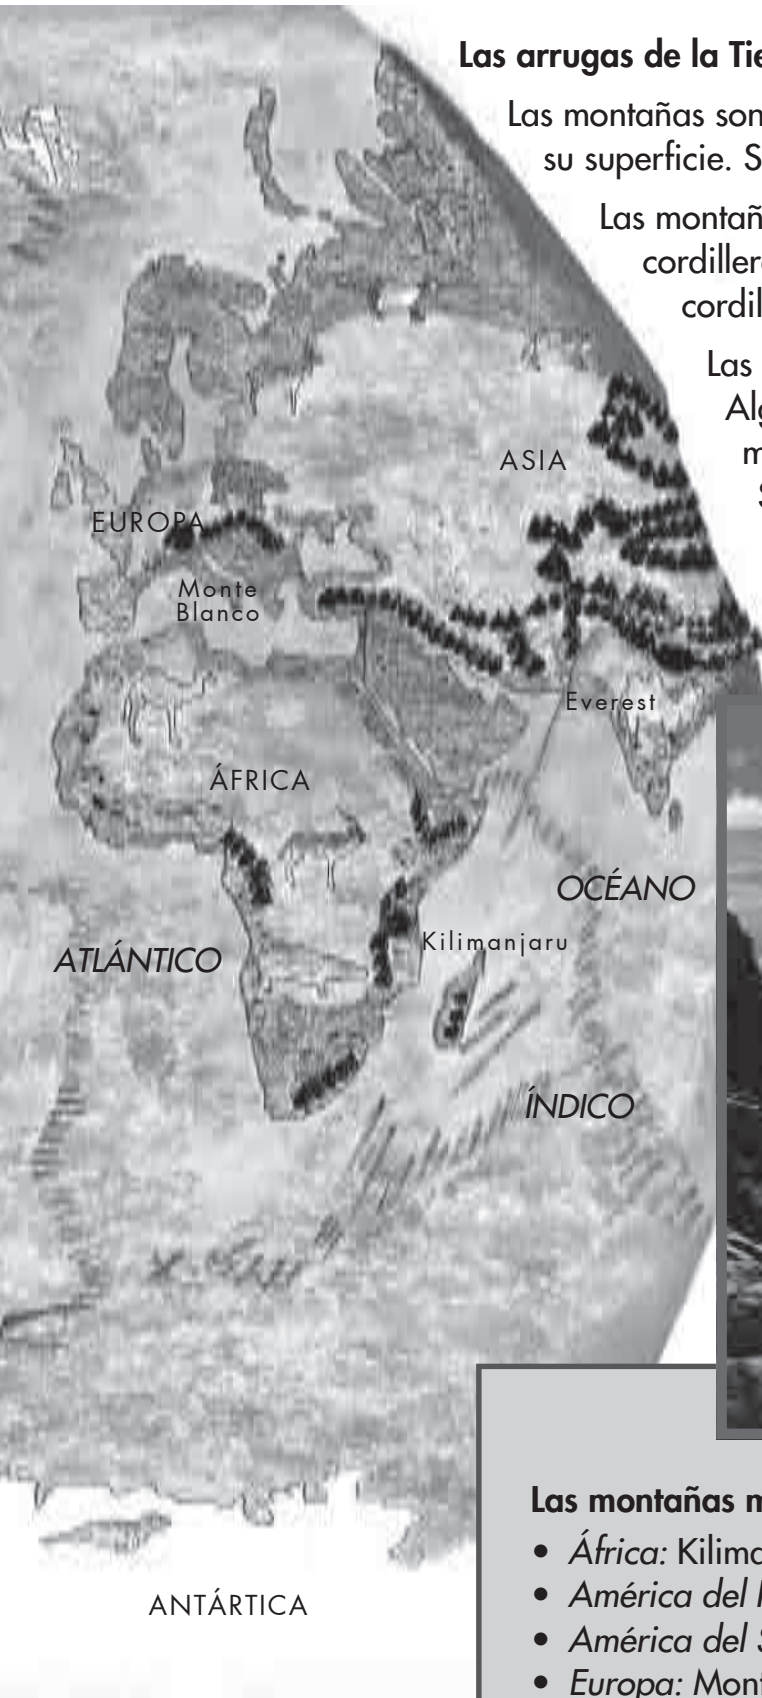 Las arrugas de la Tie
Las montañas son
su superficie. S
Las montañ
cordiller
cordil
Las
Alg
m
S
ASIA
EUROPA
Monte
Blanco
Everest
ÁFRICA
OCÉANO
ATLÁNTICO
Kilimanjaru
ÍNDICO
ANTÁRTICA
Las montañas m
• África: Kilima
• América del N
• América del S
• Europa: Mont